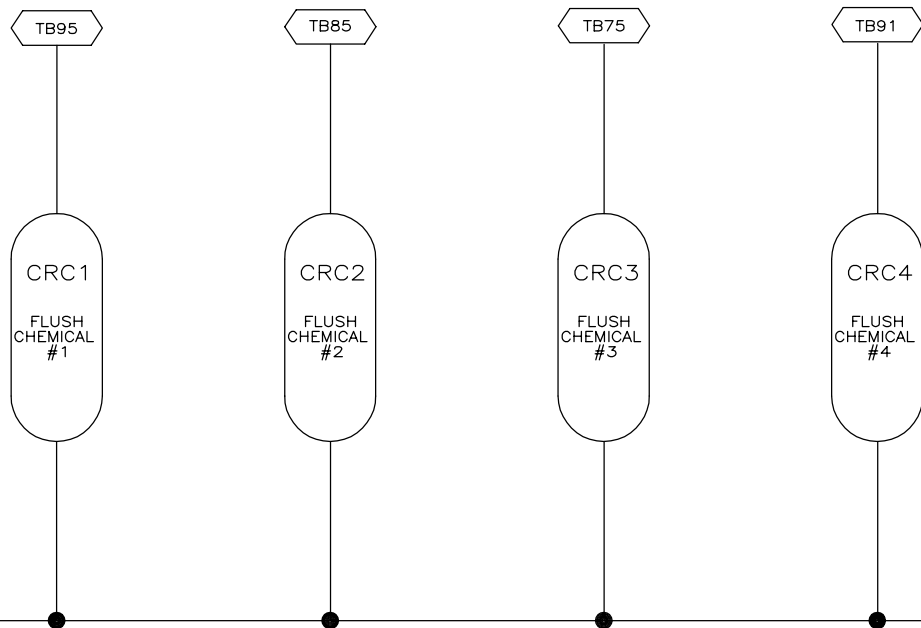 TB95
TB85
TB75
TB91
CRC1
FLUSH
CHEMICAL
#1
CRC2
FLUSH
CHEMICAL
#2
CRC3
FLUSH
CHEMICAL
#3
CRC4
FLUSH
CHEMICAL
#4